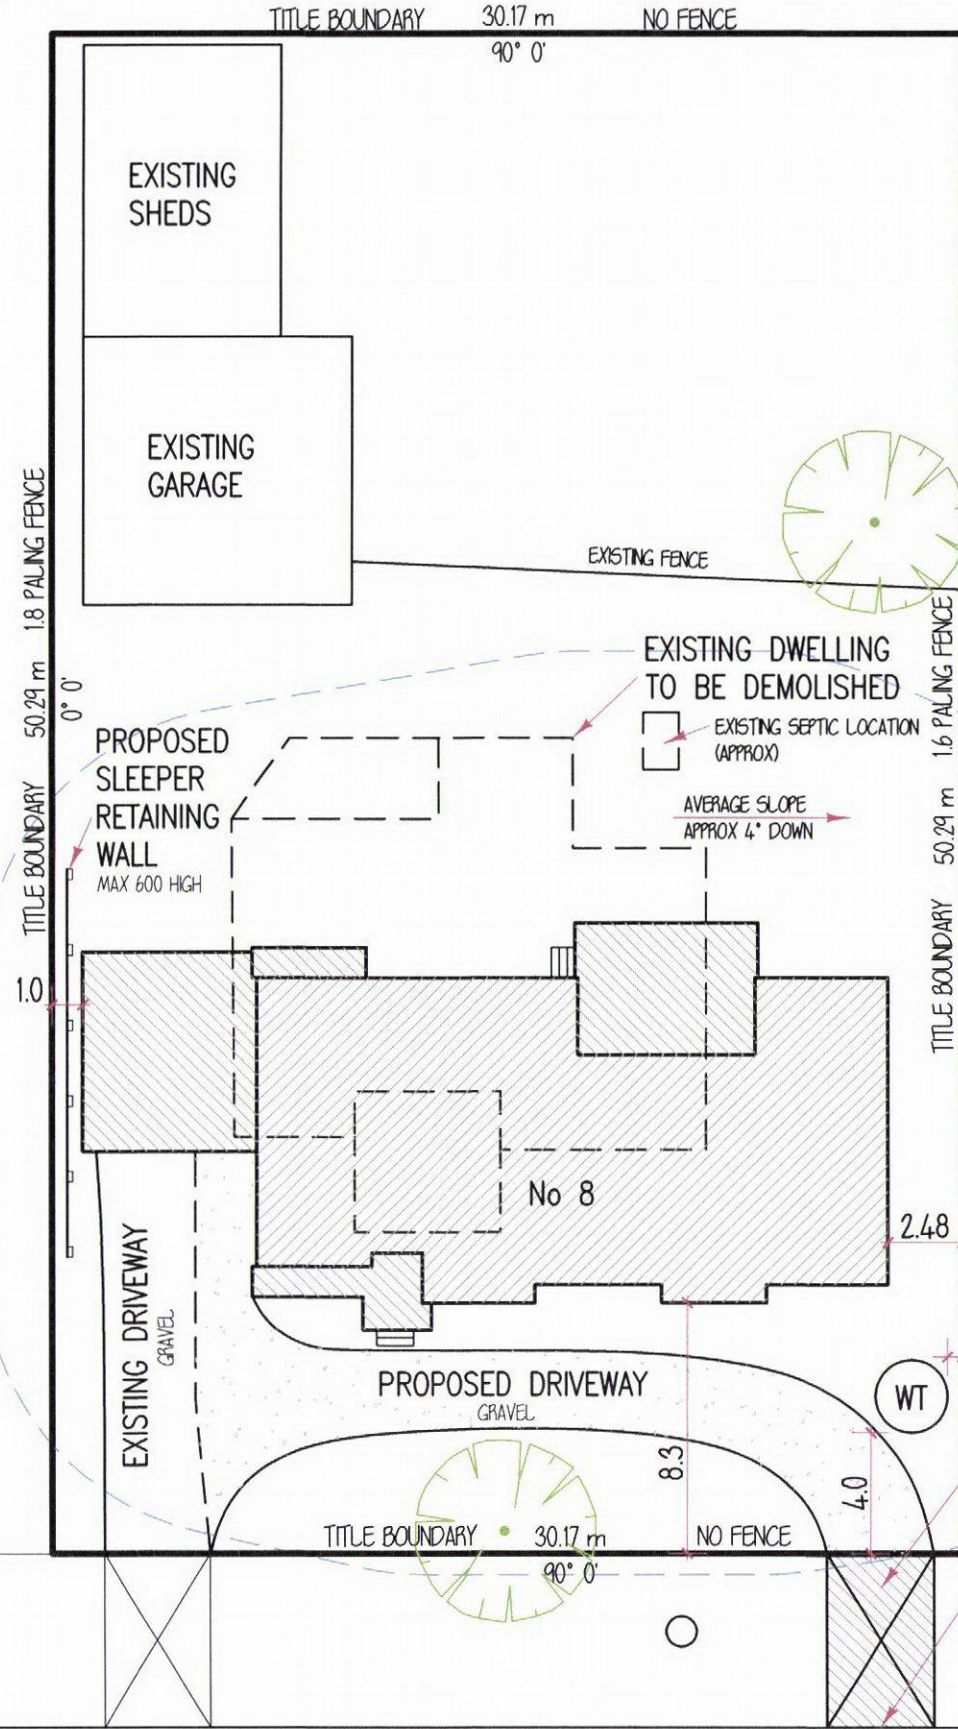 TITLE BOUNDARY 30.17 m NO FENCE
90° 0'
EXISTING
SHEDS
EXISTING
GARAGE
EXISTING FENCE
TITLE BOUNDARY 50.29 m 1.8 PALING FENCE
0° 0'
EXISTING DWELLING
TO BE DEMOLISHED
EXISTING SEPTIC LOCATION
(APPROX)
PROPOSED
SLEEPER
RETAINING
WALL
MAX 600 HIGH
AVERAGE SLOPE
APPROX 4° DOWN
TITLE BOUNDARY 50.29 m 1.6 PALING FENCE
1.0
No 8
2.48
EXISTING DRIVEWAY
GRAVEL
PROPOSED DRIVEWAY
GRAVEL
WT
8.3
4.0
TITLE BOUNDARY 30.17 m NO FENCE
90° 0'